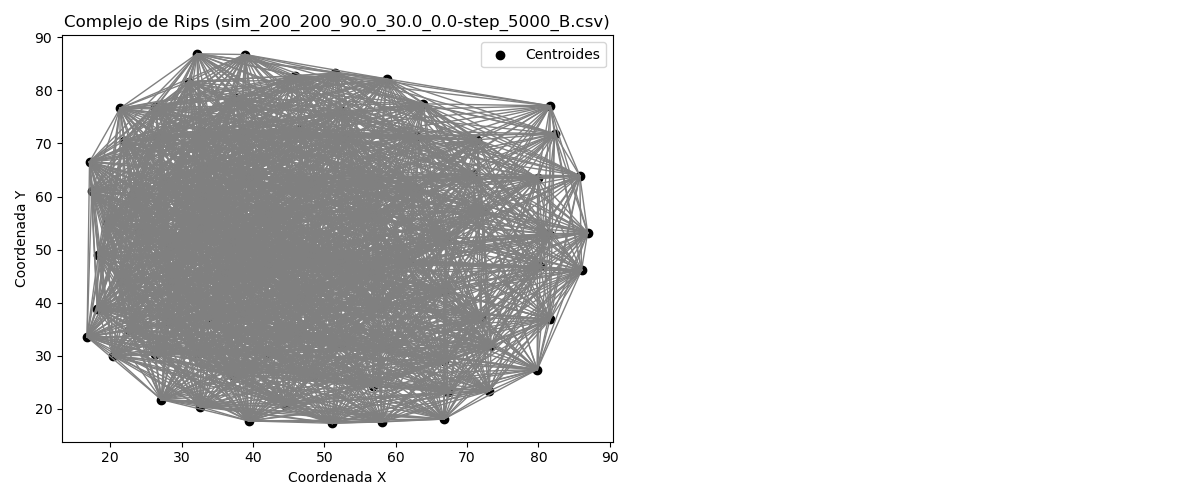 Complejo de Rips (sim_200_200_90.0_30.0_0.0-step_5000_B.csv)
Centroides
90
80
70
60
50
40
30
20
Coordenada Y
20 30 40 50 60 70 80 90
Coordenada X